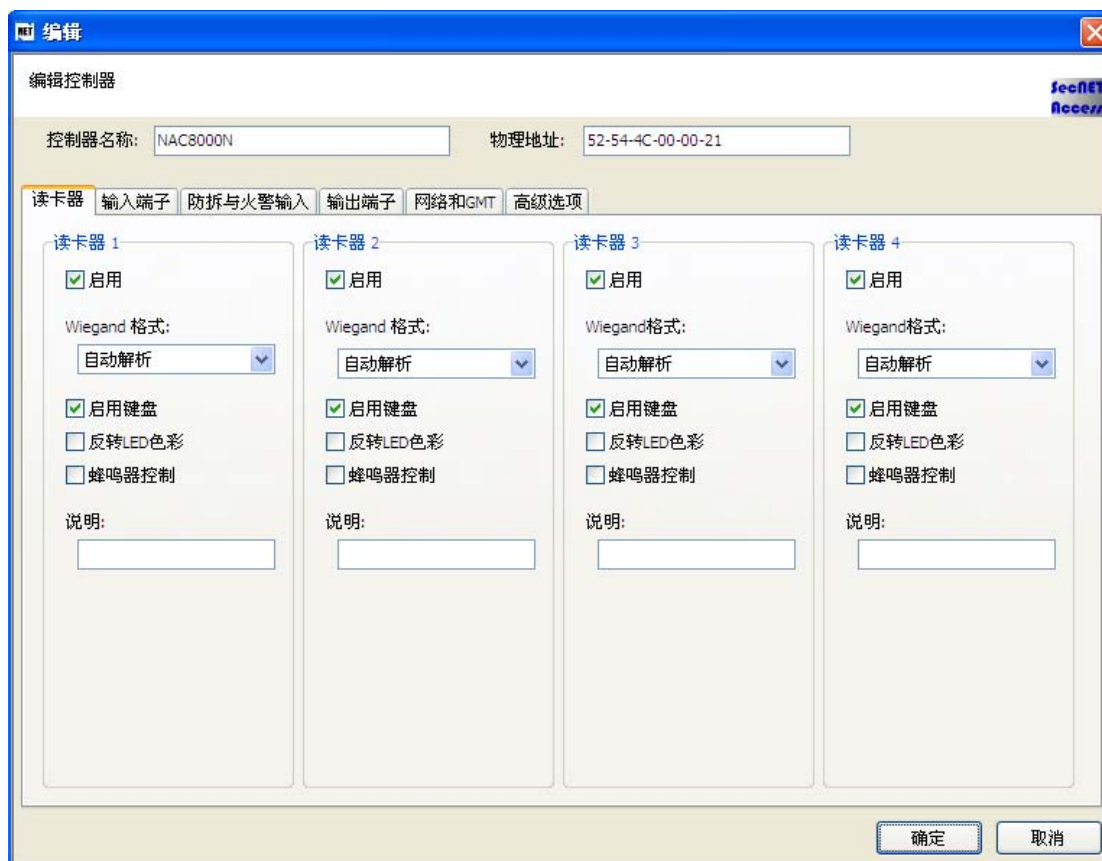 NET 编辑
编辑控制器
SecNET
Access
控制器名称: NAC8000N 物理地址: 52-54-4C-00-00-21
读卡器 输入端子 防拆与火警输入 输出端子 网络和GMT 高级选项
读卡器 1 读卡器 2 读卡器 3 读卡器 4
启用 启用 启用 启用
Wiegand 格式: Wiegand 格式: Wiegand格式: Wiegand格式:
自动解析 自动解析 自动解析 自动解析
启用键盘 启用键盘 启用键盘 启用键盘
反转LED色彩 反转LED色彩 反转LED色彩 反转LED色彩
蜂鸣器控制 蜂鸣器控制 蜂鸣器控制 蜂鸣器控制
说明: 说明: 说明: 说明:
确定 取消